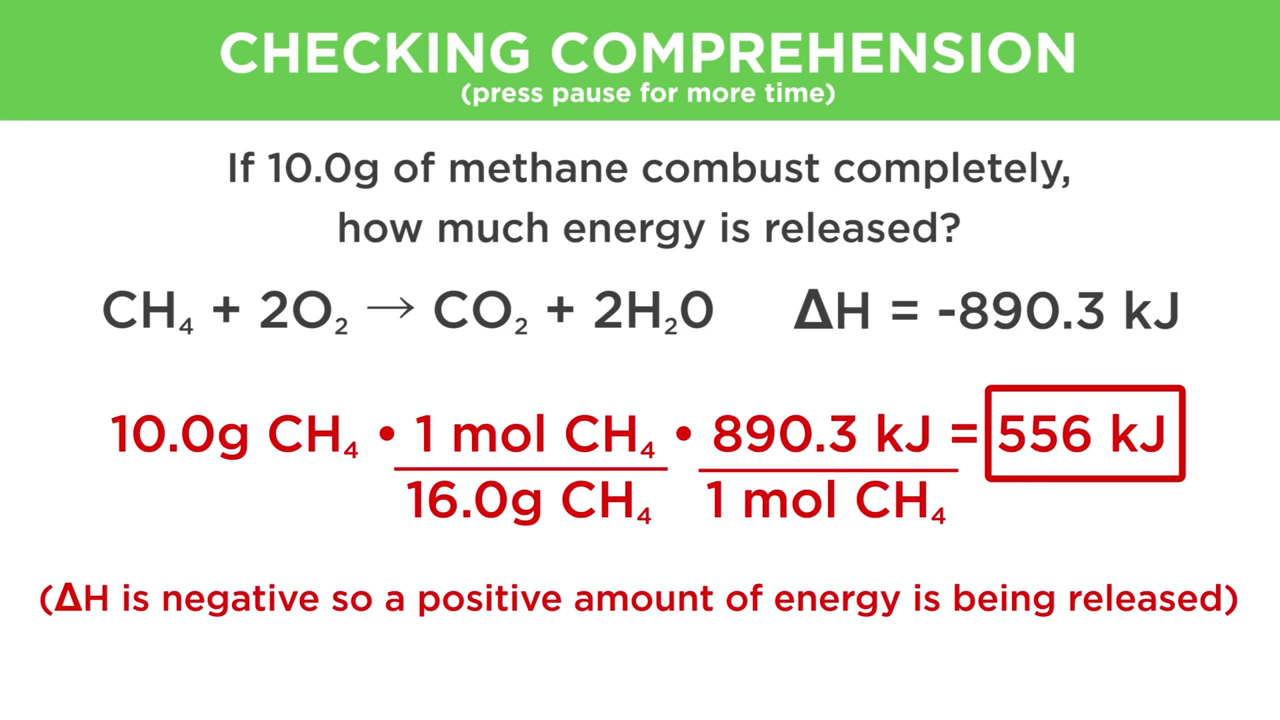 CHECKING COMPREHENSION
(press pause for more time)
If 10.0g of methane combust completely,
how much energy is released?
CH₄ + 2O₂ → CO₂ + 2H₂0 ΔH = -890.3 kJ
10.0g CH₄ • 1 mol CH₄ • 890.3 kJ = 556 kJ
16.0g CH₄ 1 mol CH₄
(ΔH is negative so a positive amount of energy is being released)